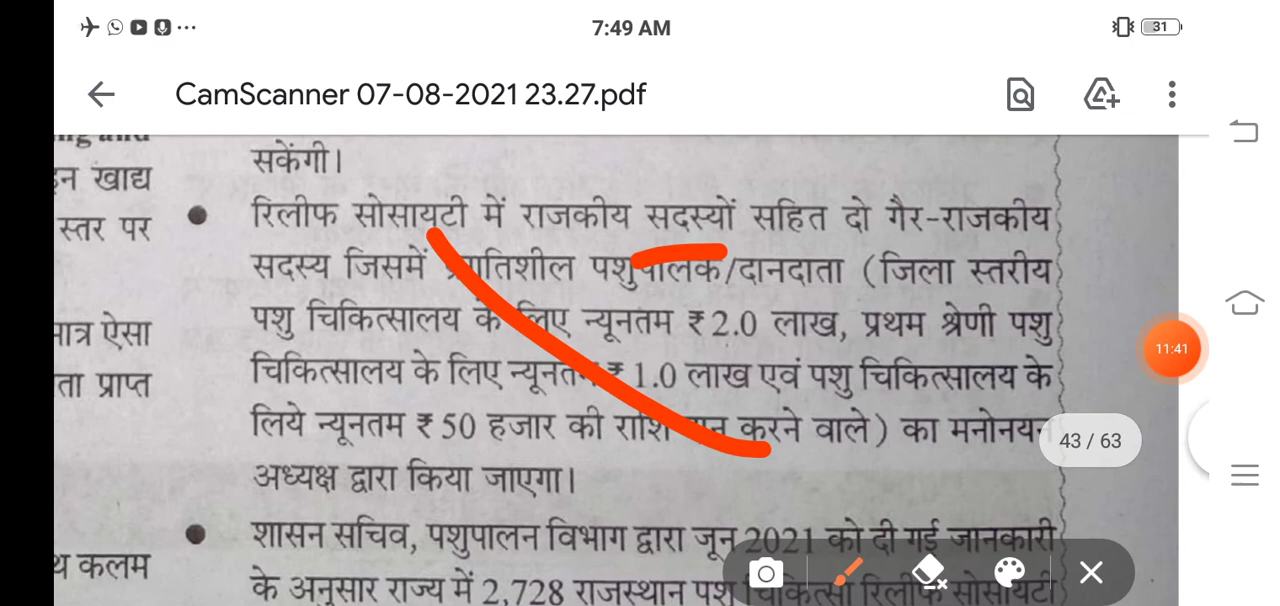 7:49 AM
31
CamScanner 07-08-2021 23.27.pdf
सकेंगी।
खाद्य
रिलीफ सोसायटी में राजकीय सदस्यों सहित दो गैर-राजकीय
स्तर पर
सदस्य जिसमें प्रगतिशील पशुपालक/दानदाता (जिला स्तरीय
पशु चिकित्सालय के लिए न्यूनतम ₹ 2.0 लाख, प्रथम श्रेणी पशु
ऐसा
11:41
चिकित्सालय के लिए न्यूनतम ₹ 1.0 लाख एवं पशु चिकित्सालय के
प्राप्त
लिये न्यूनतम ₹ 50 हजार की राशि दान करने वाले) का मनोनयन
43 / 63
अध्यक्ष द्वारा किया जाएगा।
शासन सचिव, पशुपालन विभाग द्वारा जून 2021 को दी गई जानकारी
कलम
के अनुसार राज्य में 2,728 राजस्थान पशु चिकित्सा रिलीफ सोसायटी